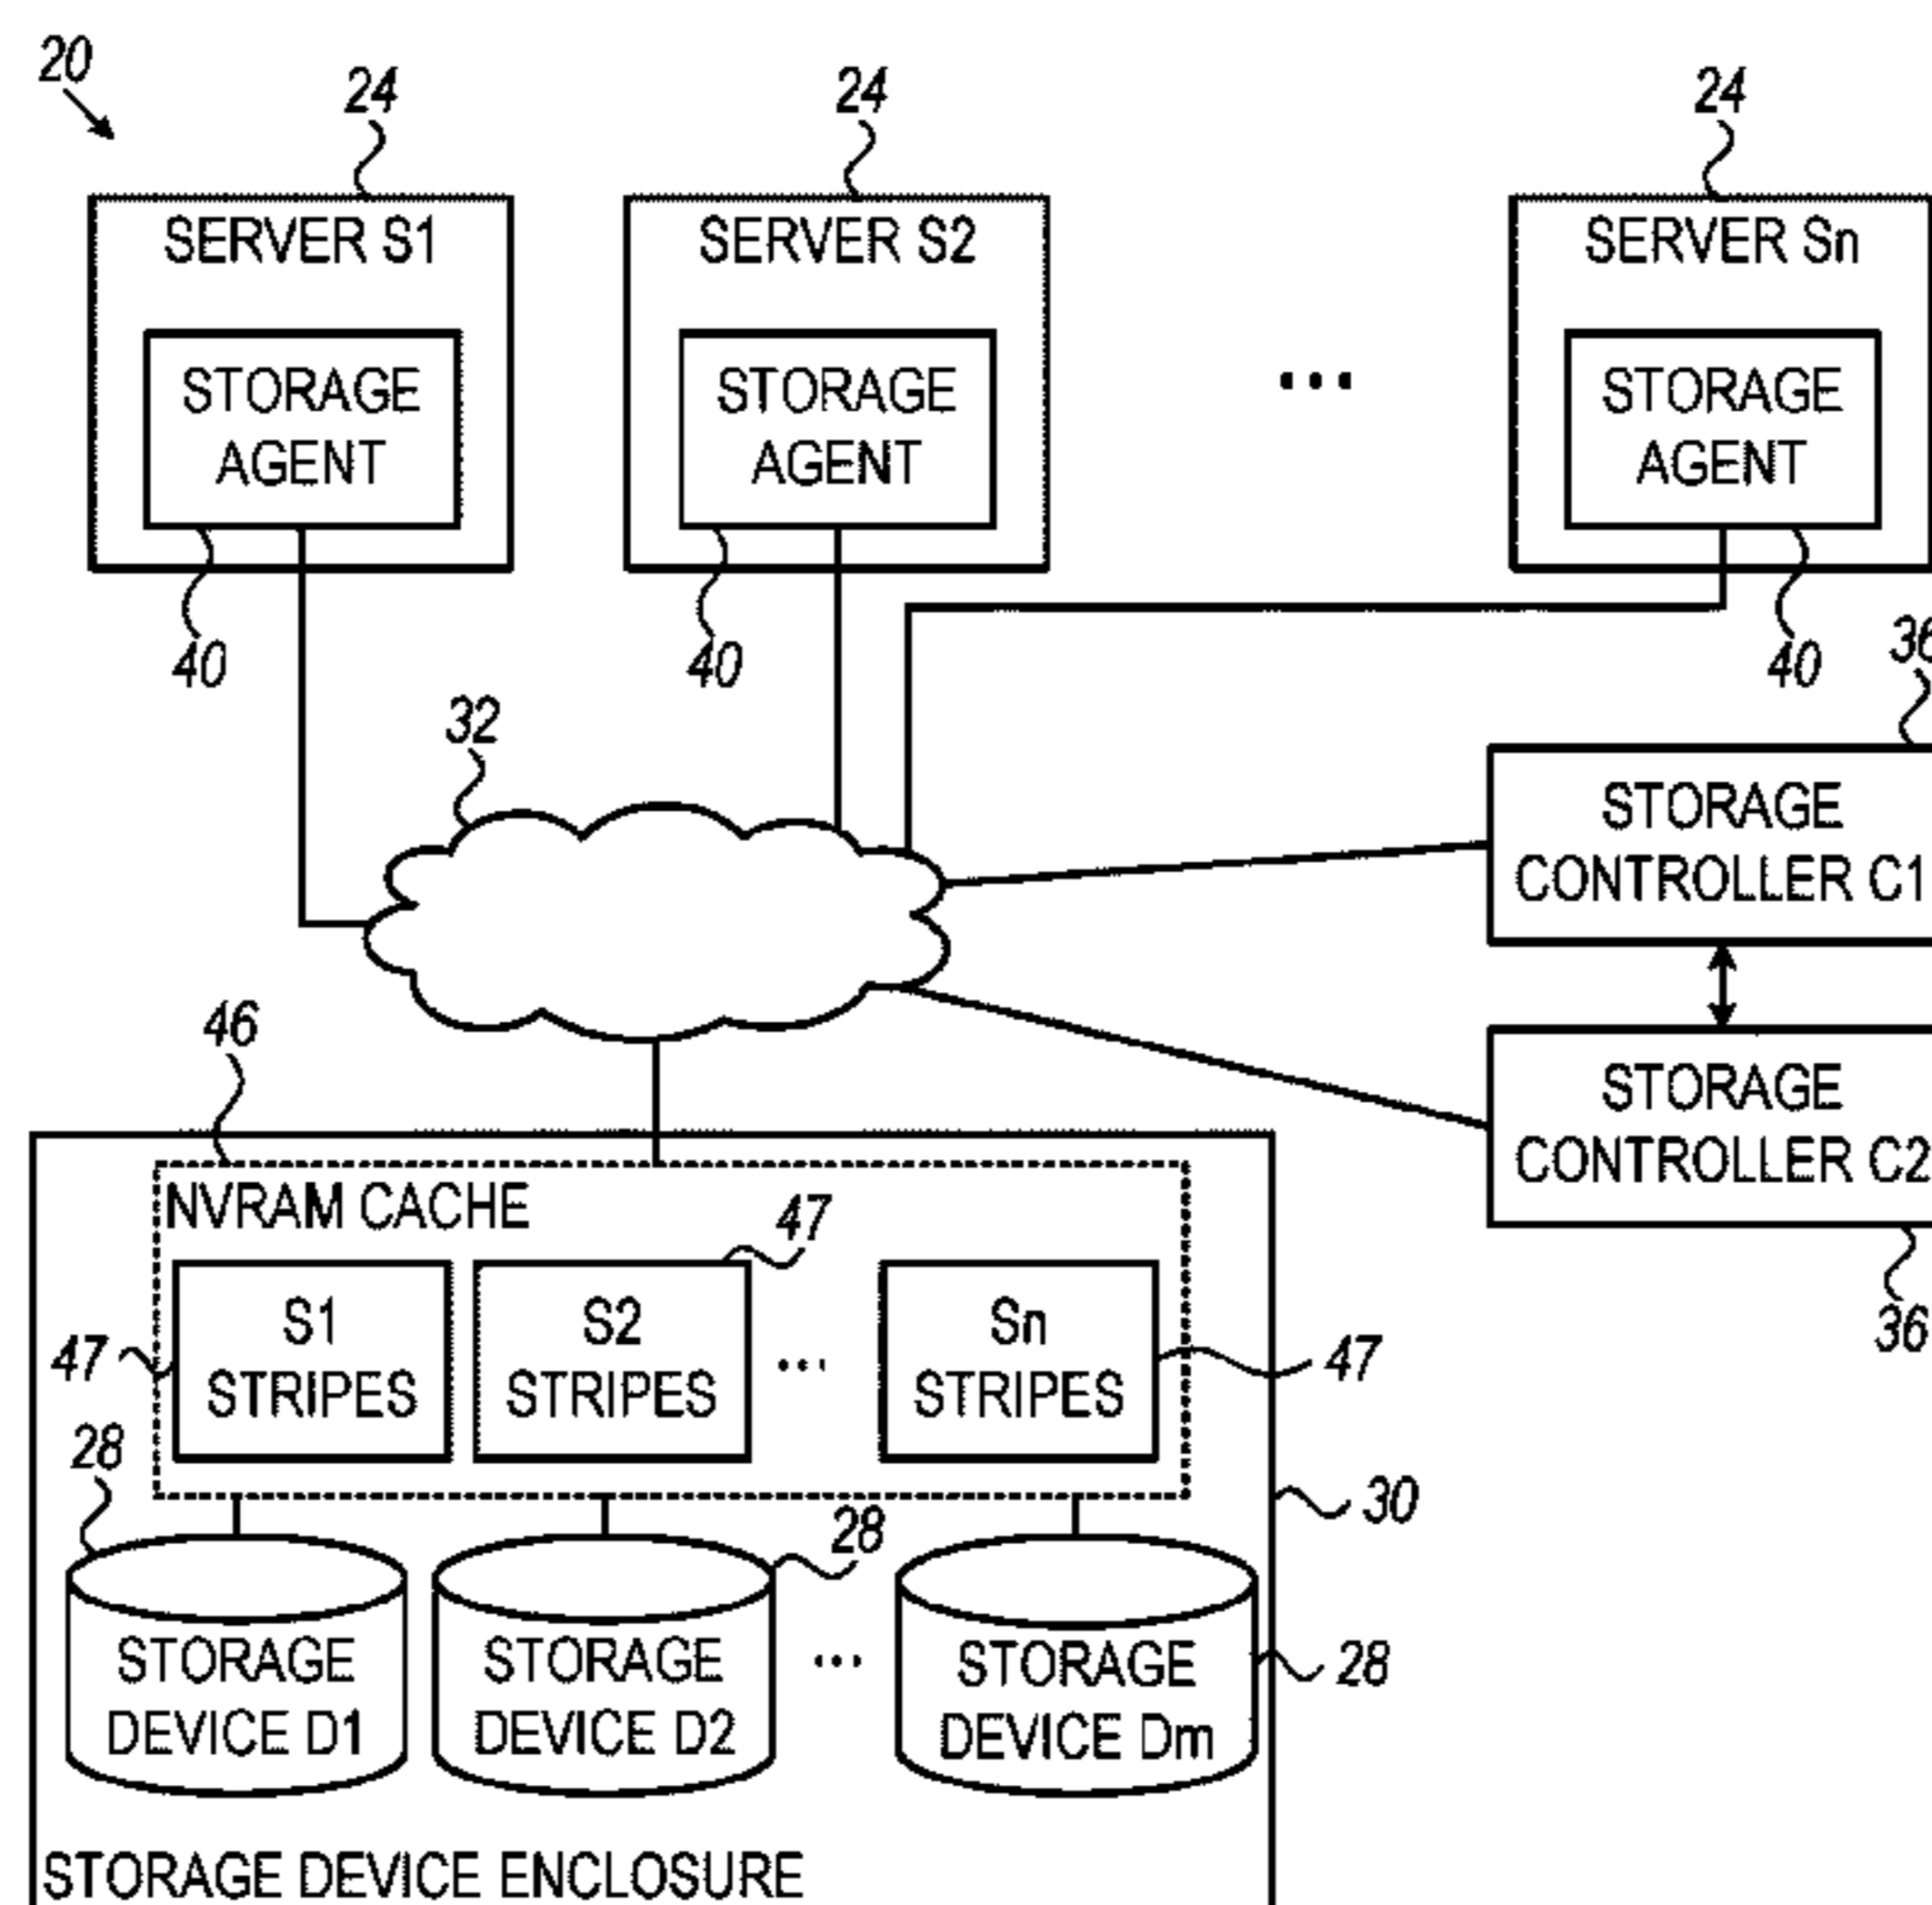 20
24
24
24
SERVER S1
SERVER S2
SERVER Sn
STORAGE
AGENT
STORAGE
AGENT
...
STORAGE
AGENT
40
40
40
36
32
STORAGE
CONTROLLER C1
46
STORAGE
CONTROLLER C2
36
NVRAM CACHE
47
47
S1
STRIPES
S2
STRIPES
...
Sn
STRIPES
47
28
28
30
STORAGE
DEVICE D1
STORAGE
DEVICE D2
...
STORAGE
DEVICE Dm
28
STORAGE DEVICE ENCLOSURE